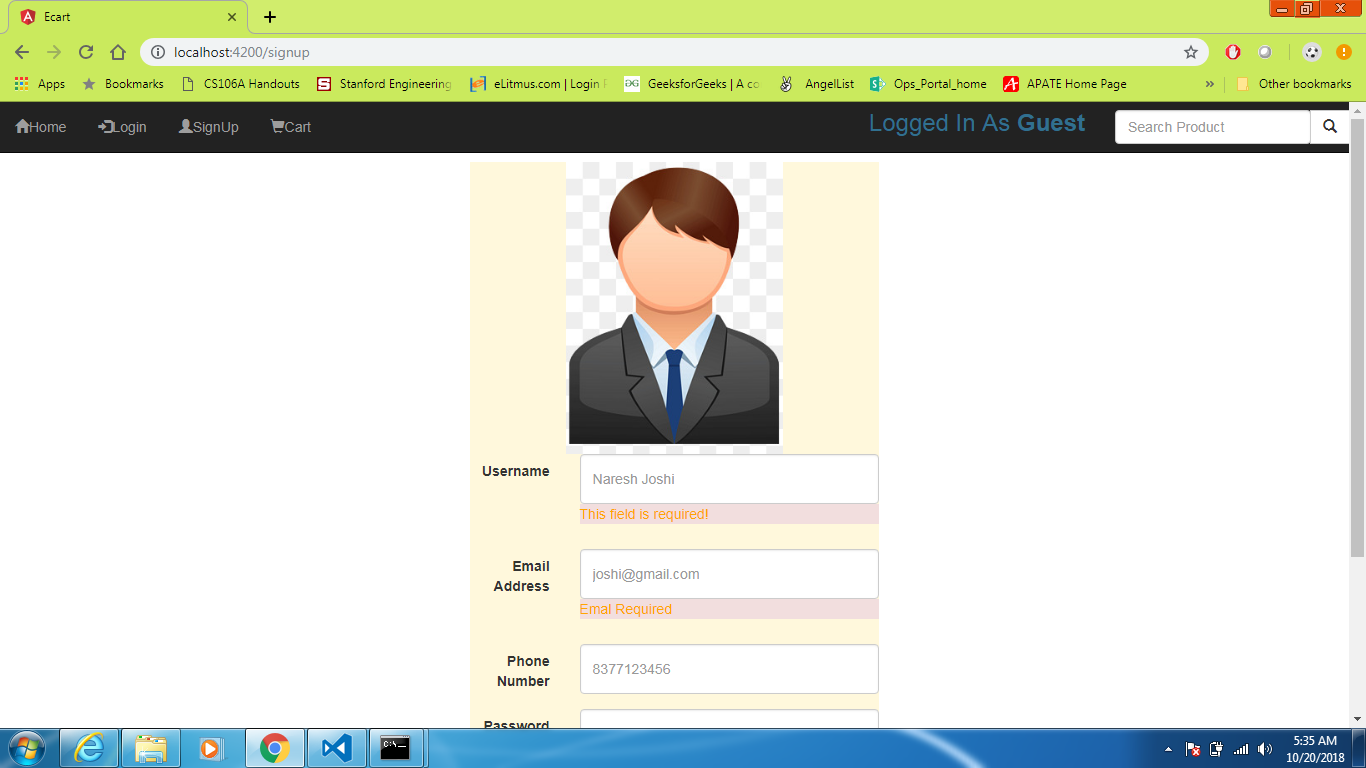 Ecart
localhost:4200/signup
Apps Bookmarks CS106A Handouts Stanford Engineering eLitmus.com | Login GeeksforGeeks | A co AngelList Ops_Portal_home APATE Home Page » Other bookmarks
Home Login SignUp Cart Logged In As Guest Search Product
Username Naresh Joshi
This field is required!
Email
Address
joshi@gmail.com
Emal Required
Phone
Number
8377123456
Password
C:\_
5:35 AM
10/20/2018